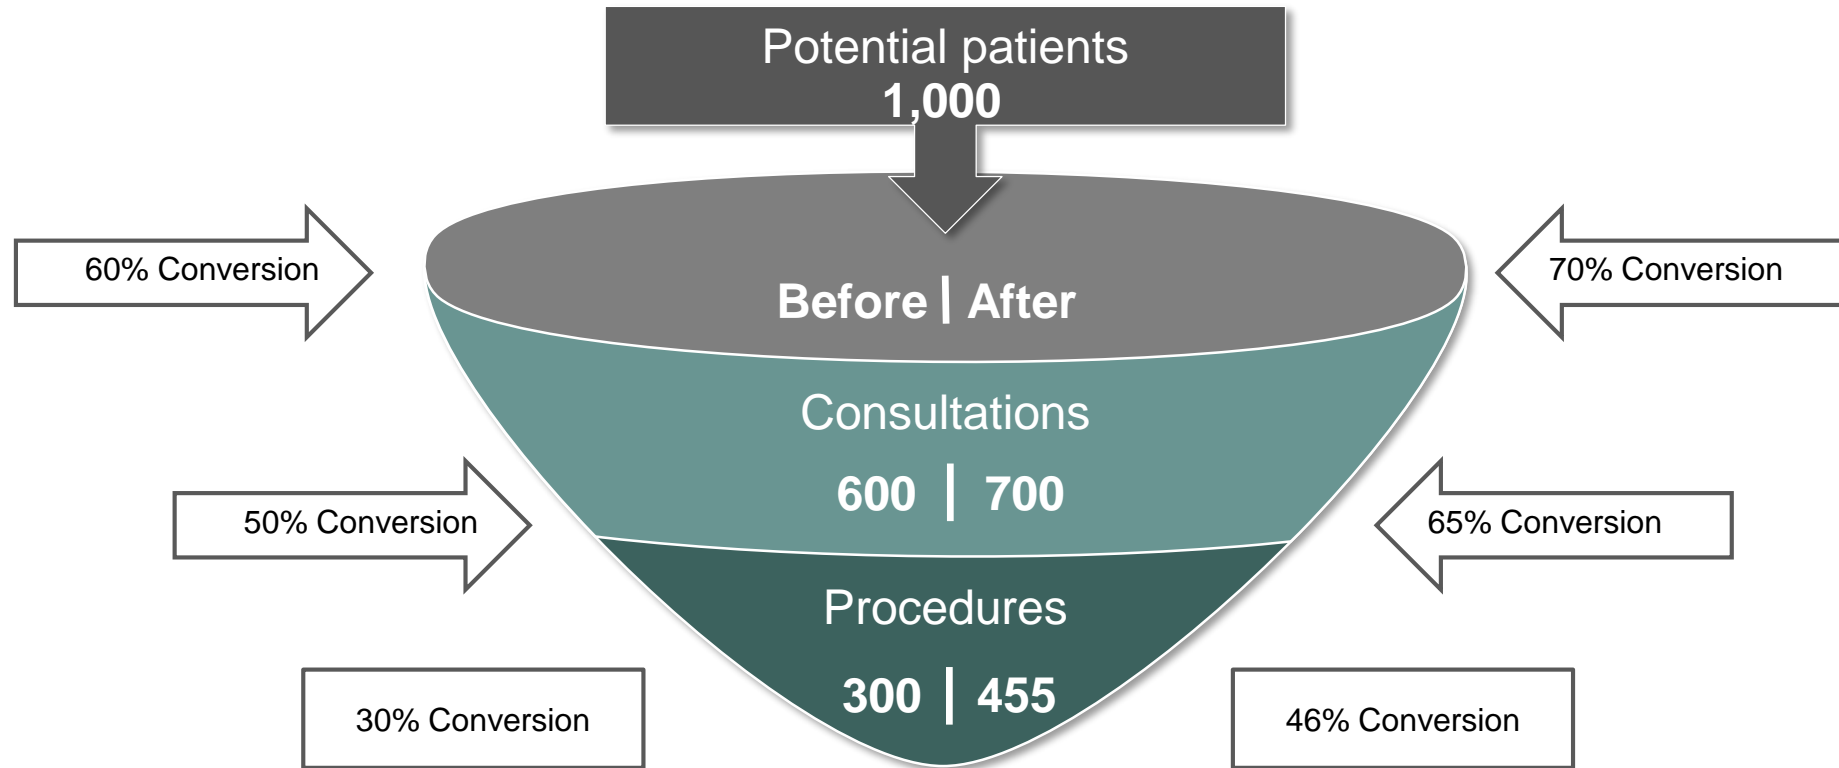 Potential patients
1,000
60% Conversion
70% Conversion
Before | After
Consultations
600 | 700
50% Conversion
65% Conversion
Procedures
300 | 455
30% Conversion
46% Conversion